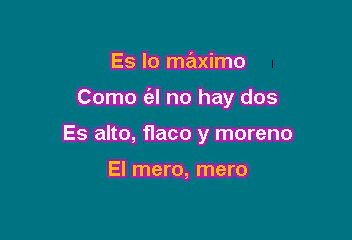 Es lo máximo
Como él no hay dos
Es alto, flaco y moreno
El mero, mero